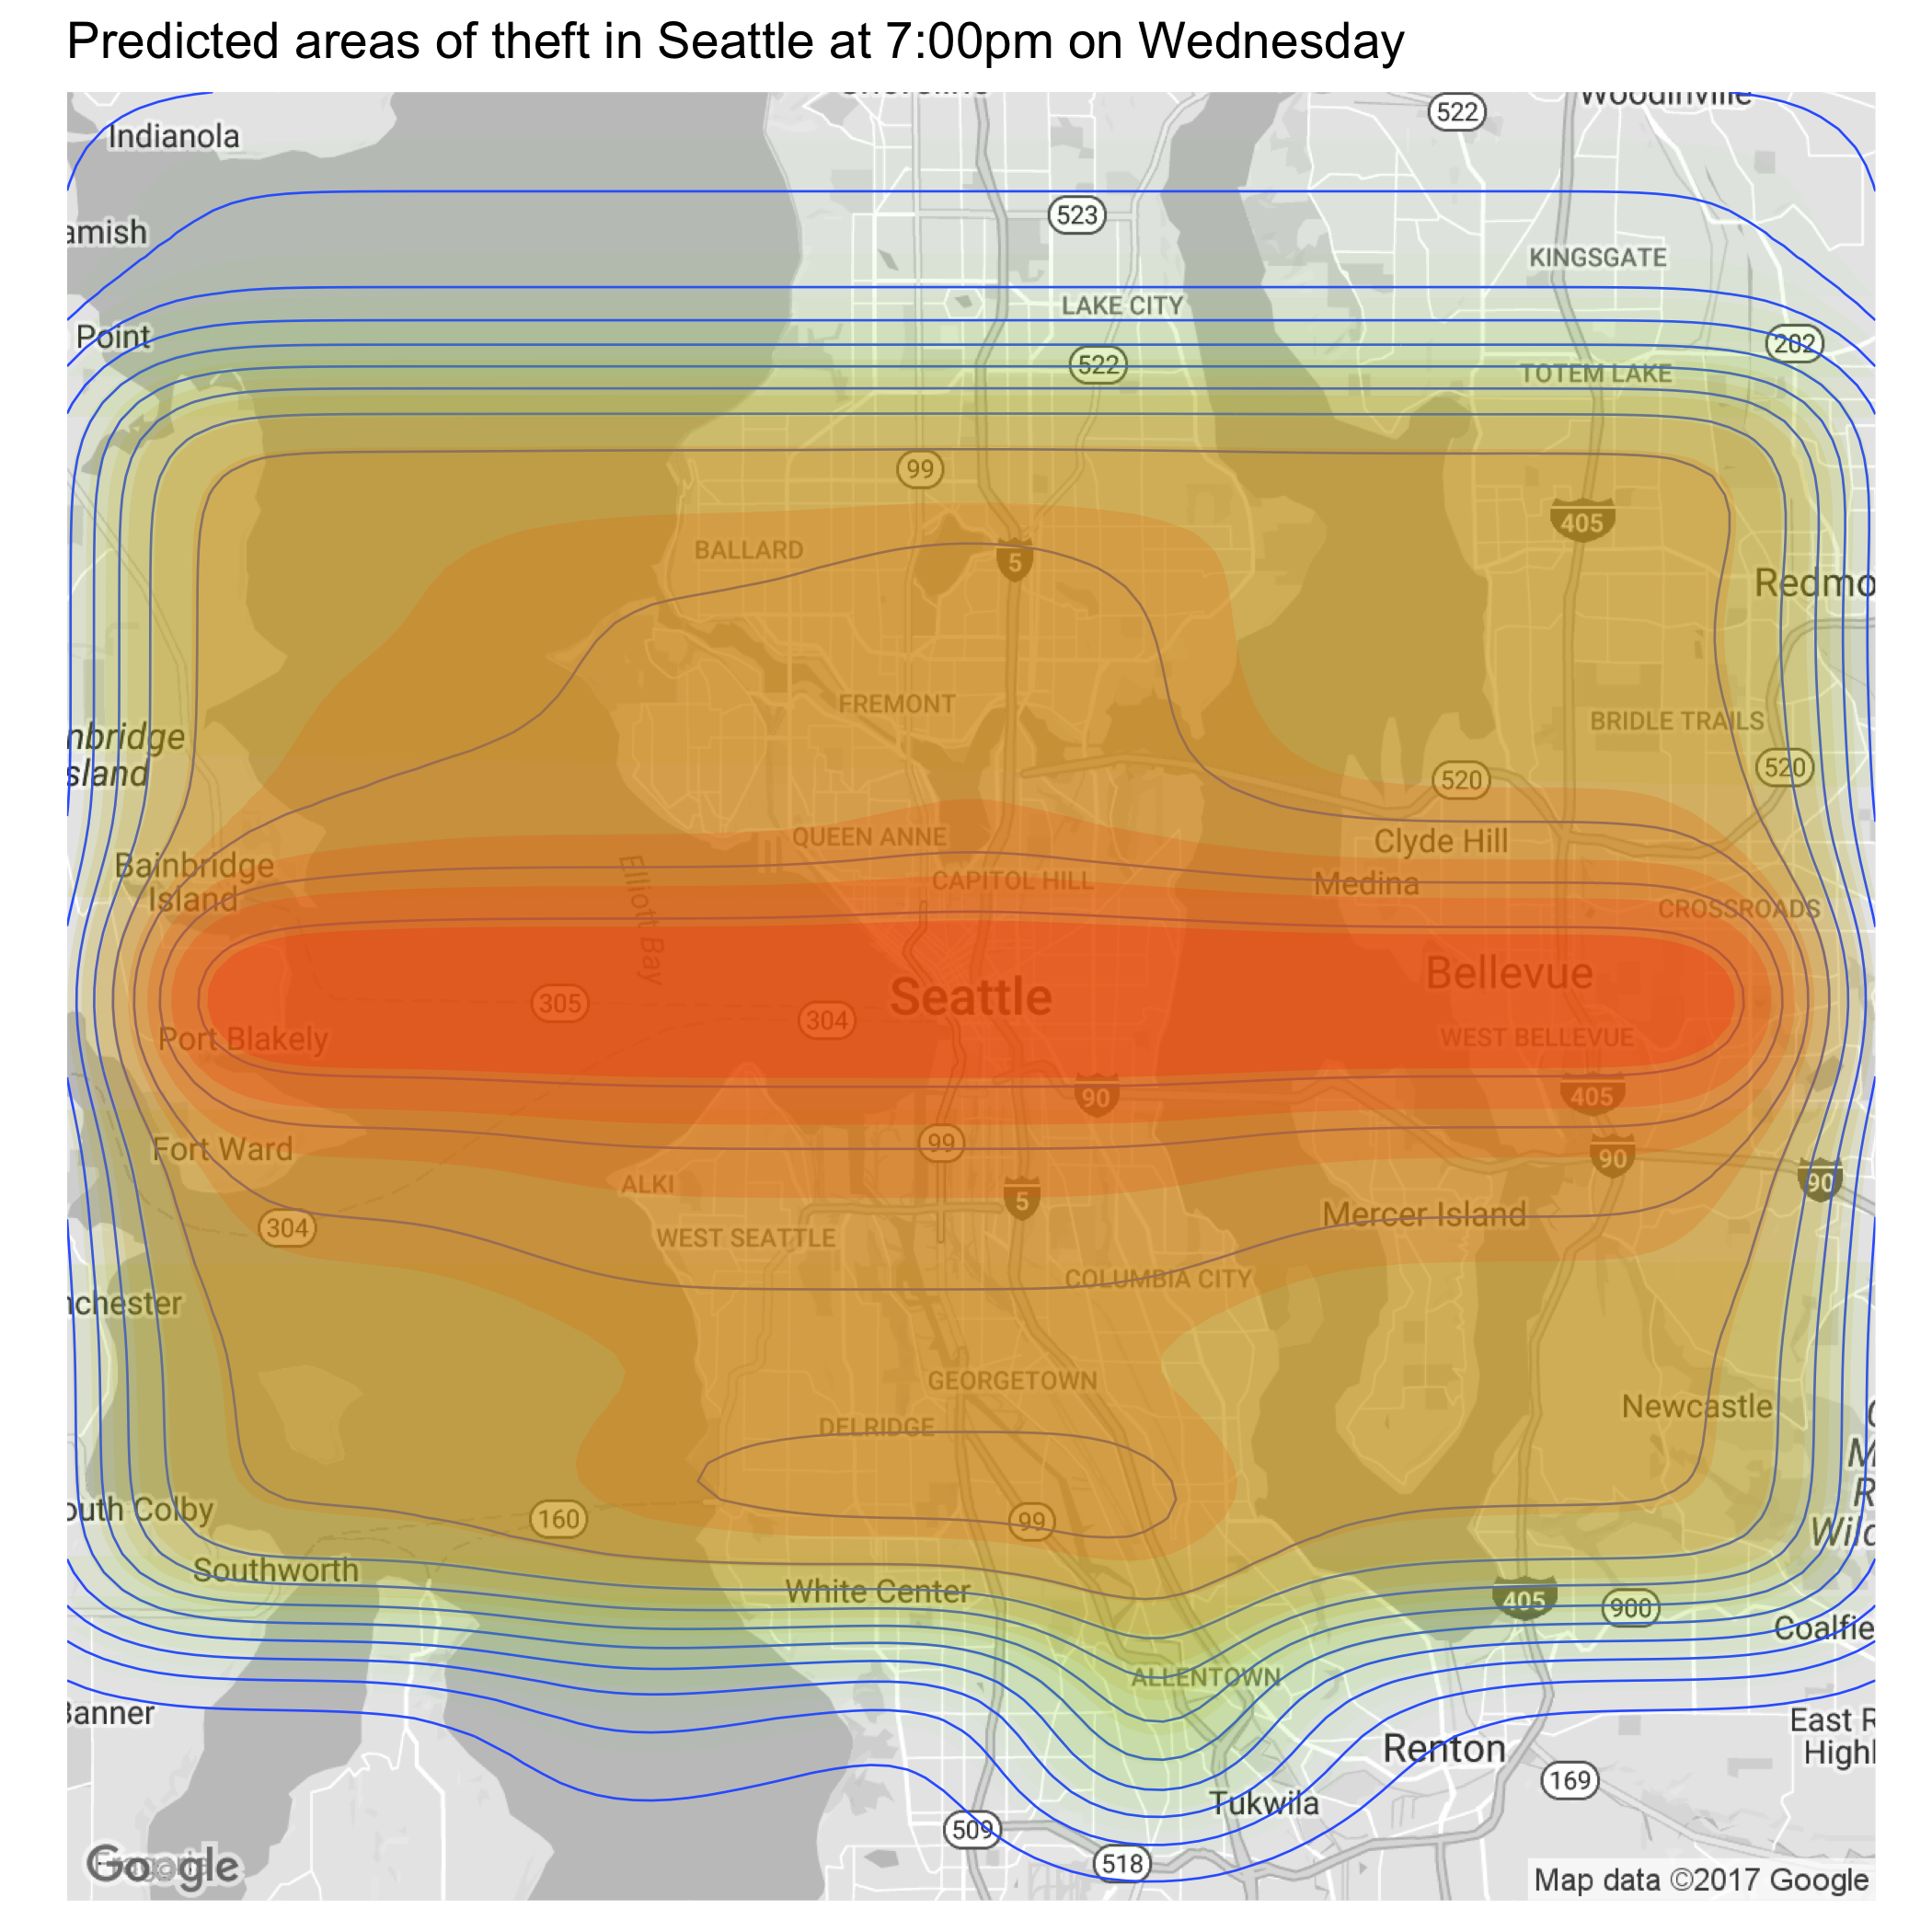 Predicted areas of theft in Seattle at 7:00pm on Wednesday
Woodinville
522
Indianola
523
amish
KINGSGATE
LAKE CITY
Point
202
522
TOTEM LAKE
99
405
BALLARD
5
Redmo
FREMONT
BRIDLE TRAILS
nbridge
sland
520
520
QUEEN ANNE
Clyde Hill
Bainbridge
Island
Elliott Bay
CAPITOL HILL
Medina
CROSSROADS
Seattle
Bellevue
305
304
Port Blakely
WEST BELLEVUE
90
405
Fort Ward
99
90
90
ALKI
5
304
WEST SEATTLE
Mercer Island
COLUMBIA CITY
nchester
GEORGETOWN
DELRIDGE
Newcastle
M
R
Wild
outh Colby
160
99
Southworth
White Center
405
900
Coalfie
ALLENTOWN
Banner
East R
Highl
Renton
169
Tukwila
509
518
Google
Map data ©2017 Google